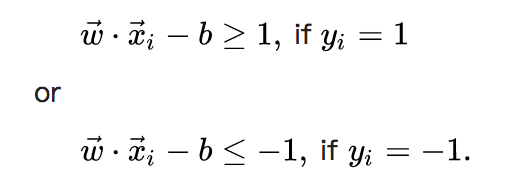 w⃗ · x⃗ᵢ − b ≥ 1, if yᵢ = 1
or
w⃗ · x⃗ᵢ − b ≤ −1, if yᵢ = −1.